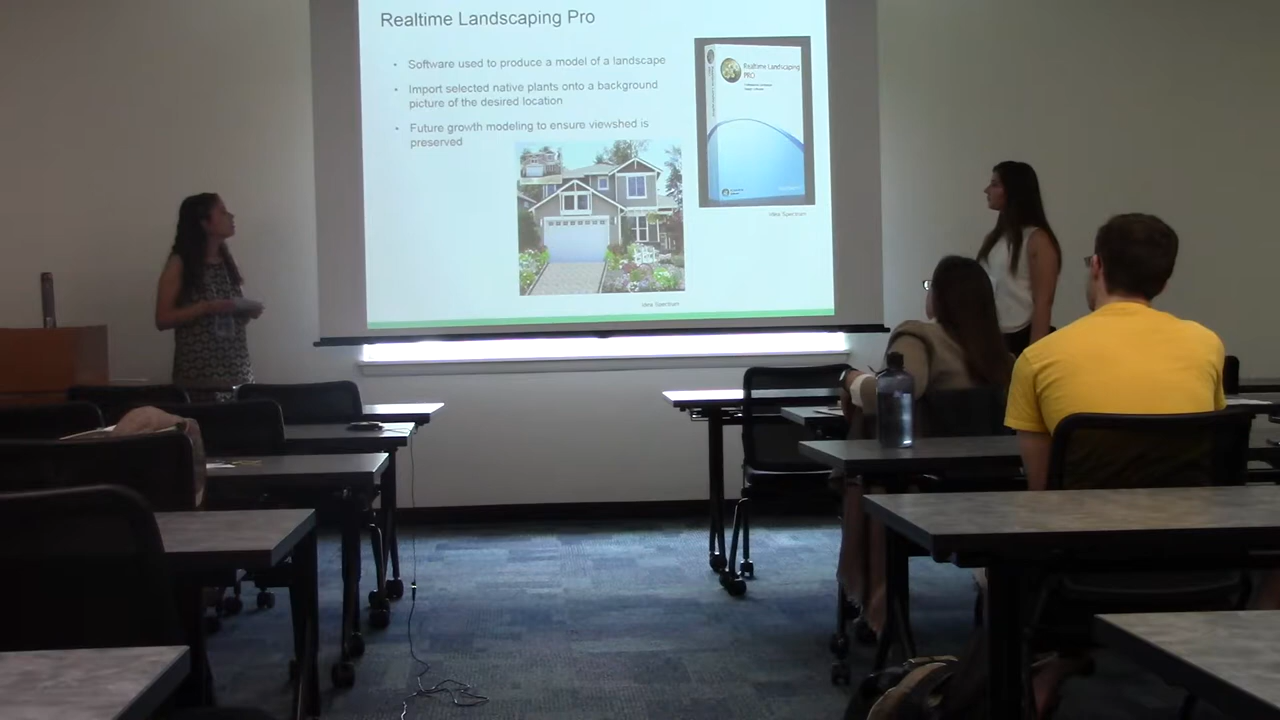 Realtime Landscaping Pro
• Software used to produce a model of a landscape
• Import selected native plants onto a background
picture of the desired location
• Future growth modeling to ensure viewshed is
preserved
Realtime Landscaping
PRO
Idea Spectrum
Idea Spectrum